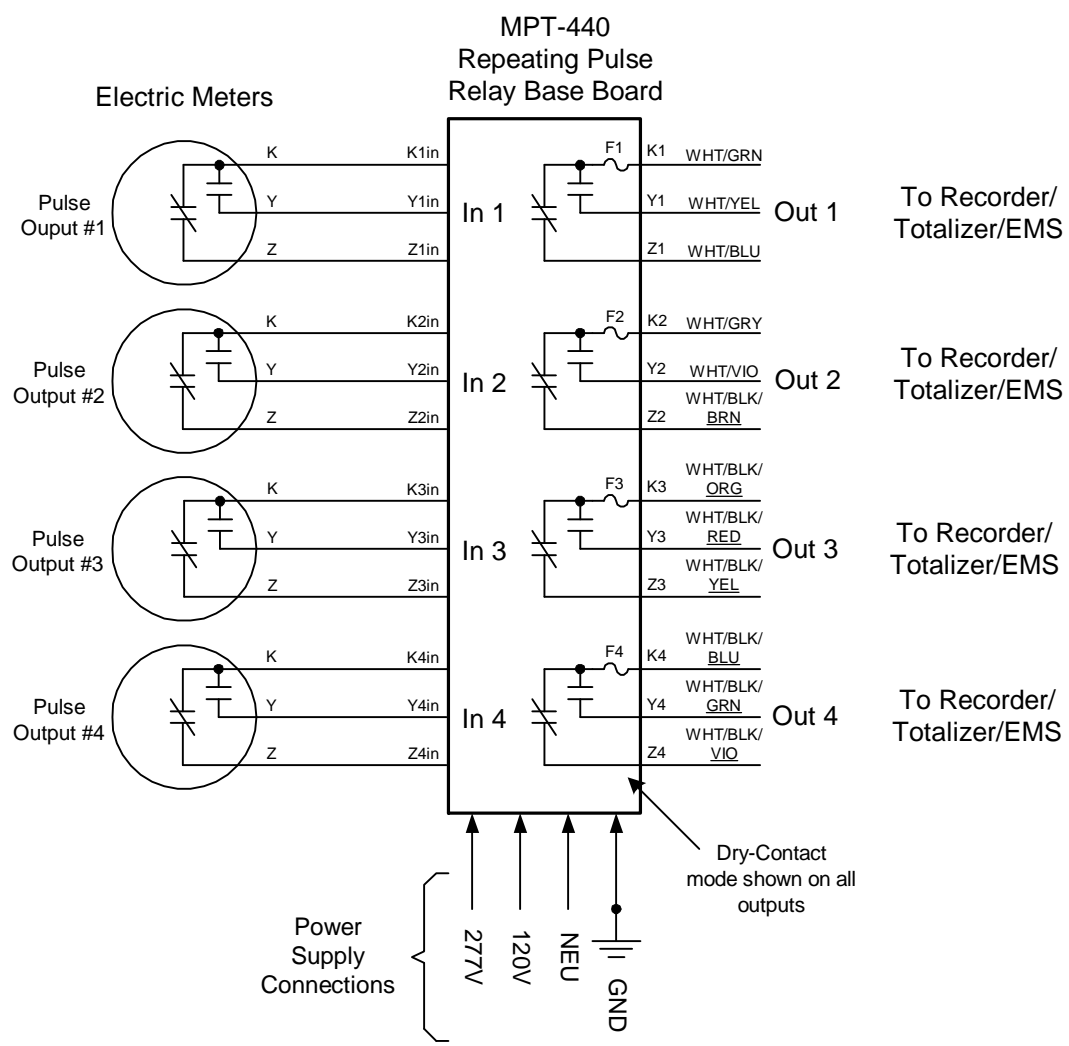 MPT-440
Repeating Pulse
Relay Base Board
Electric Meters
Pulse
Ouput #1
K
Y
Z
K1in
Y1in
Z1in
In 1
F1
K1
Y1
Z1
WHT/GRN
WHT/YEL
WHT/BLU
Out 1
To Recorder/
Totalizer/EMS
Pulse
Output #2
K
Y
Z
K2in
Y2in
Z2in
In 2
F2
K2
Y2
Z2
WHT/GRY
WHT/VIO
WHT/BLK/
BRN
Out 2
To Recorder/
Totalizer/EMS
Pulse
Output #3
K
Y
Z
K3in
Y3in
Z3in
In 3
F3
K3
Y3
Z3
WHT/BLK/
ORG
WHT/BLK/
RED
WHT/BLK/
YEL
Out 3
To Recorder/
Totalizer/EMS
Pulse
Output #4
K
Y
Z
K4in
Y4in
Z4in
In 4
F4
K4
Y4
Z4
WHT/BLK/
BLU
WHT/BLK/
GRN
WHT/BLK/
VIO
Out 4
To Recorder/
Totalizer/EMS
Dry-Contact
mode shown on all
outputs
Power
Supply
Connections
277V
120V
NEU
GND